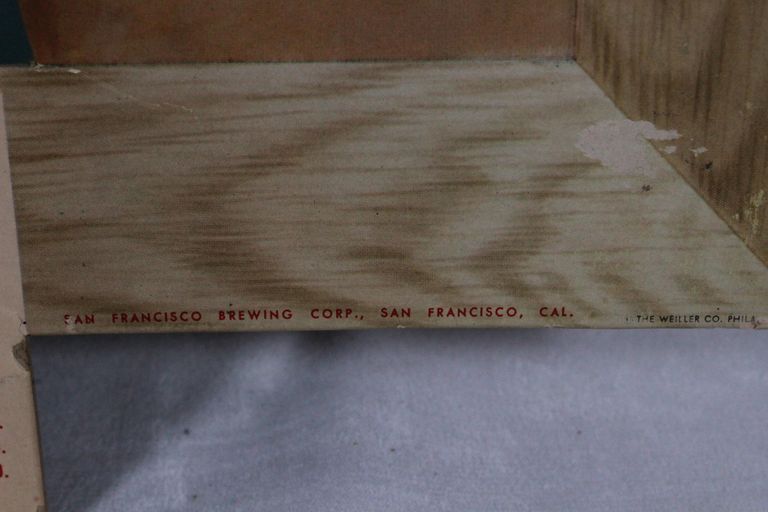 SAN FRANCISCO BREWING CORP., SAN FRANCISCO, CAL.
THE WEILLER CO. PHILA.